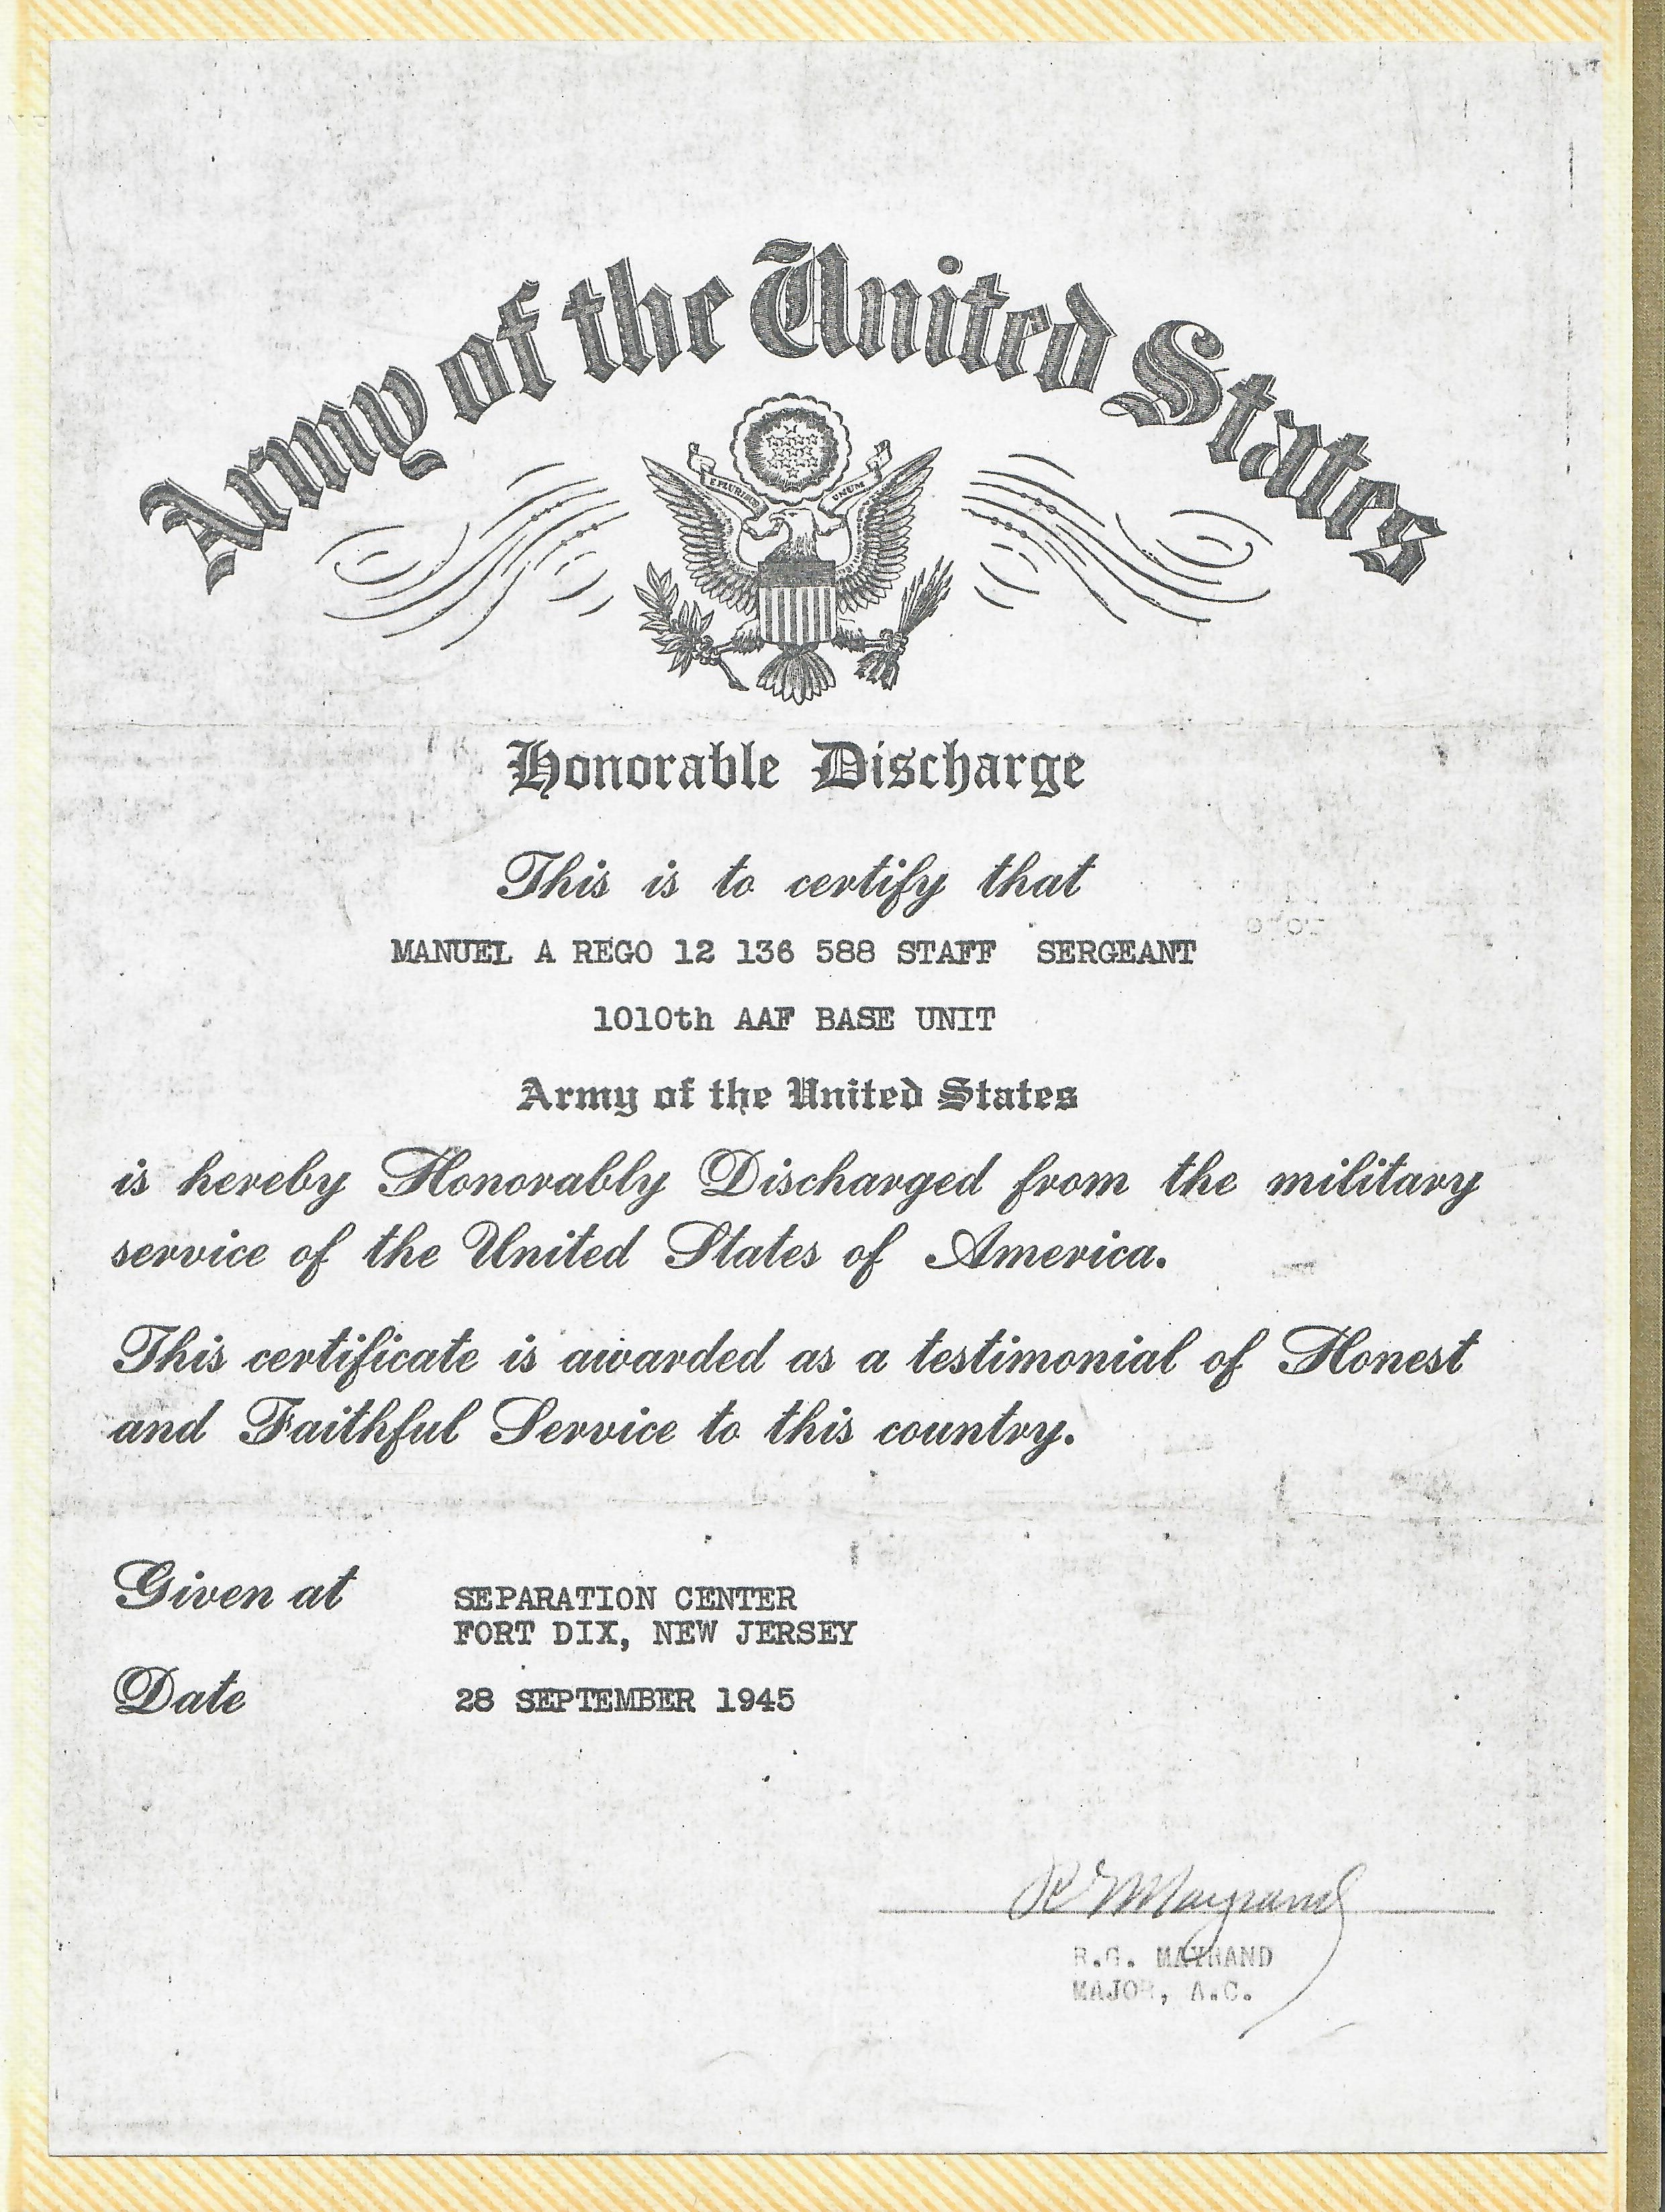 Army of the United States
E PLURIBUS UNUM
Honorable Discharge
This is to certify that
MANUEL A REGO 12 136 588 STAFF SERGEANT
1010th AAF BASE UNIT
Army of the United States
is hereby Honorably Discharged from the military
service of the United States of America.
This certificate is awarded as a testimonial of Honest
and Faithful Service to this country.
Given at SEPARATION CENTER
FORT DIX, NEW JERSEY
Date 28 SEPTEMBER 1945
R G Maynand
R.G. MAYNAND
MAJOR, A.C.